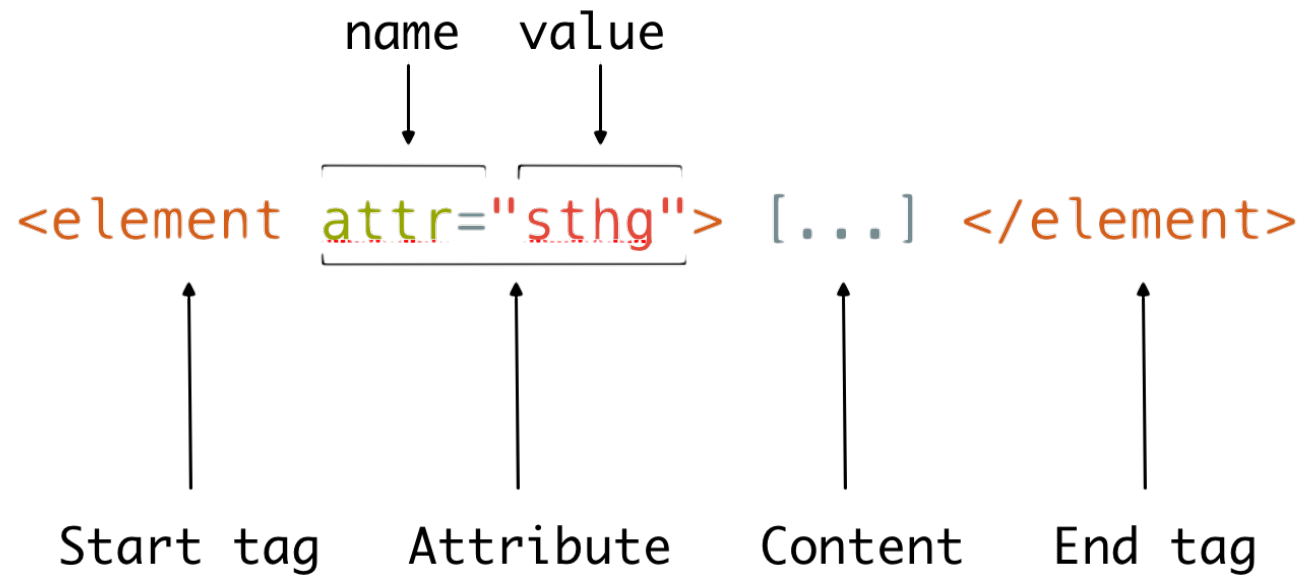 name value
<element attr="sthg"> [...] </element>
Start tag Attribute Content End tag